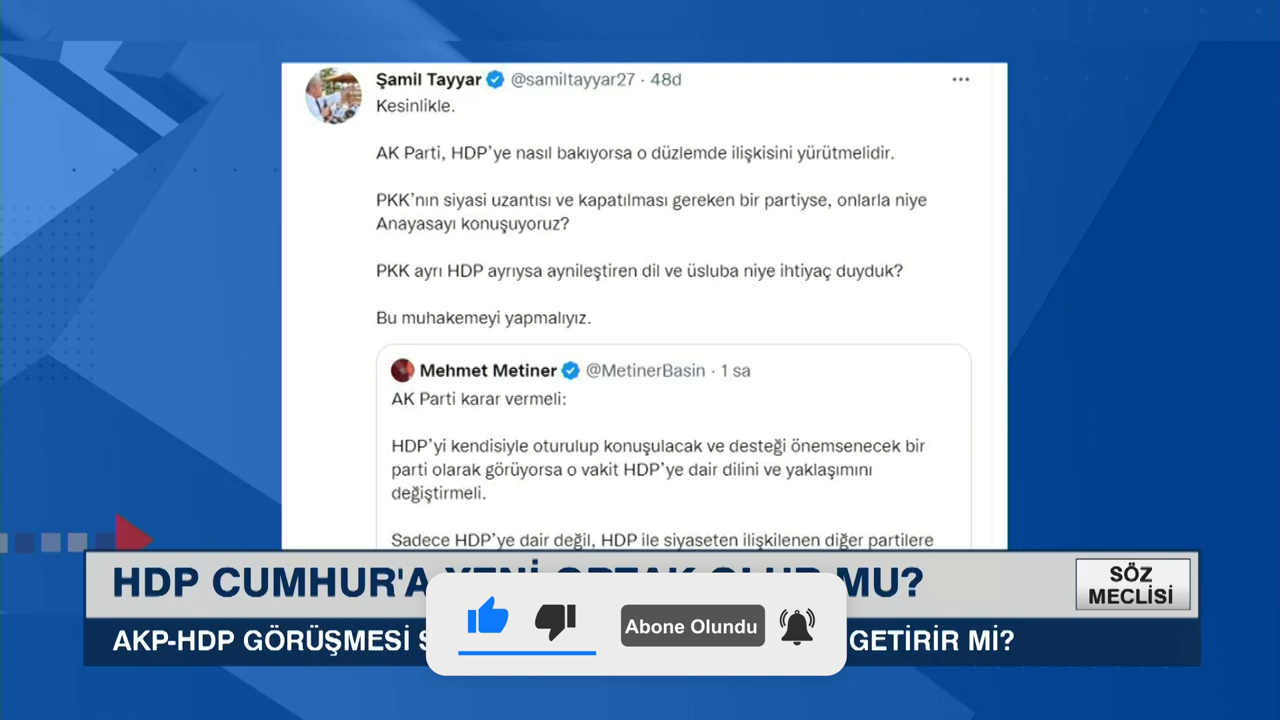 Şamil Tayyar @samiltayyar27 · 48d
Kesinlikle.
AK Parti, HDP'ye nasıl bakıyorsa o düzlemde ilişkisini yürütmelidir.
PKK'nın siyasi uzantısı ve kapatılması gereken bir partiyse, onlarla niye
Anayasayı konuşuyoruz?
PKK ayrı HDP ayrıysa aynileştiren dil ve üsluba niye ihtiyaç duyduk?
Bu muhakemeyi yapmalıyız.
Mehmet Metiner @MetinerBasin · 1 sa
AK Parti karar vermeli:
HDP'yi kendisiyle oturulup konuşulacak ve desteği önemsenecek bir
parti olarak görüyorsa o vakit HDP'ye dair dilini ve yaklaşımını
değiştirmeli.
Sadece HDP'ye dair değil, HDP ile siyaseten ilişkilenen diğer partilere
HDP CUMHUR'A YENİ ORTAK OLUR MU?
SÖZ
MECLİSİ
AKP-HDP GÖRÜŞMESİ GETİRİR Mİ?
Abone Olundu